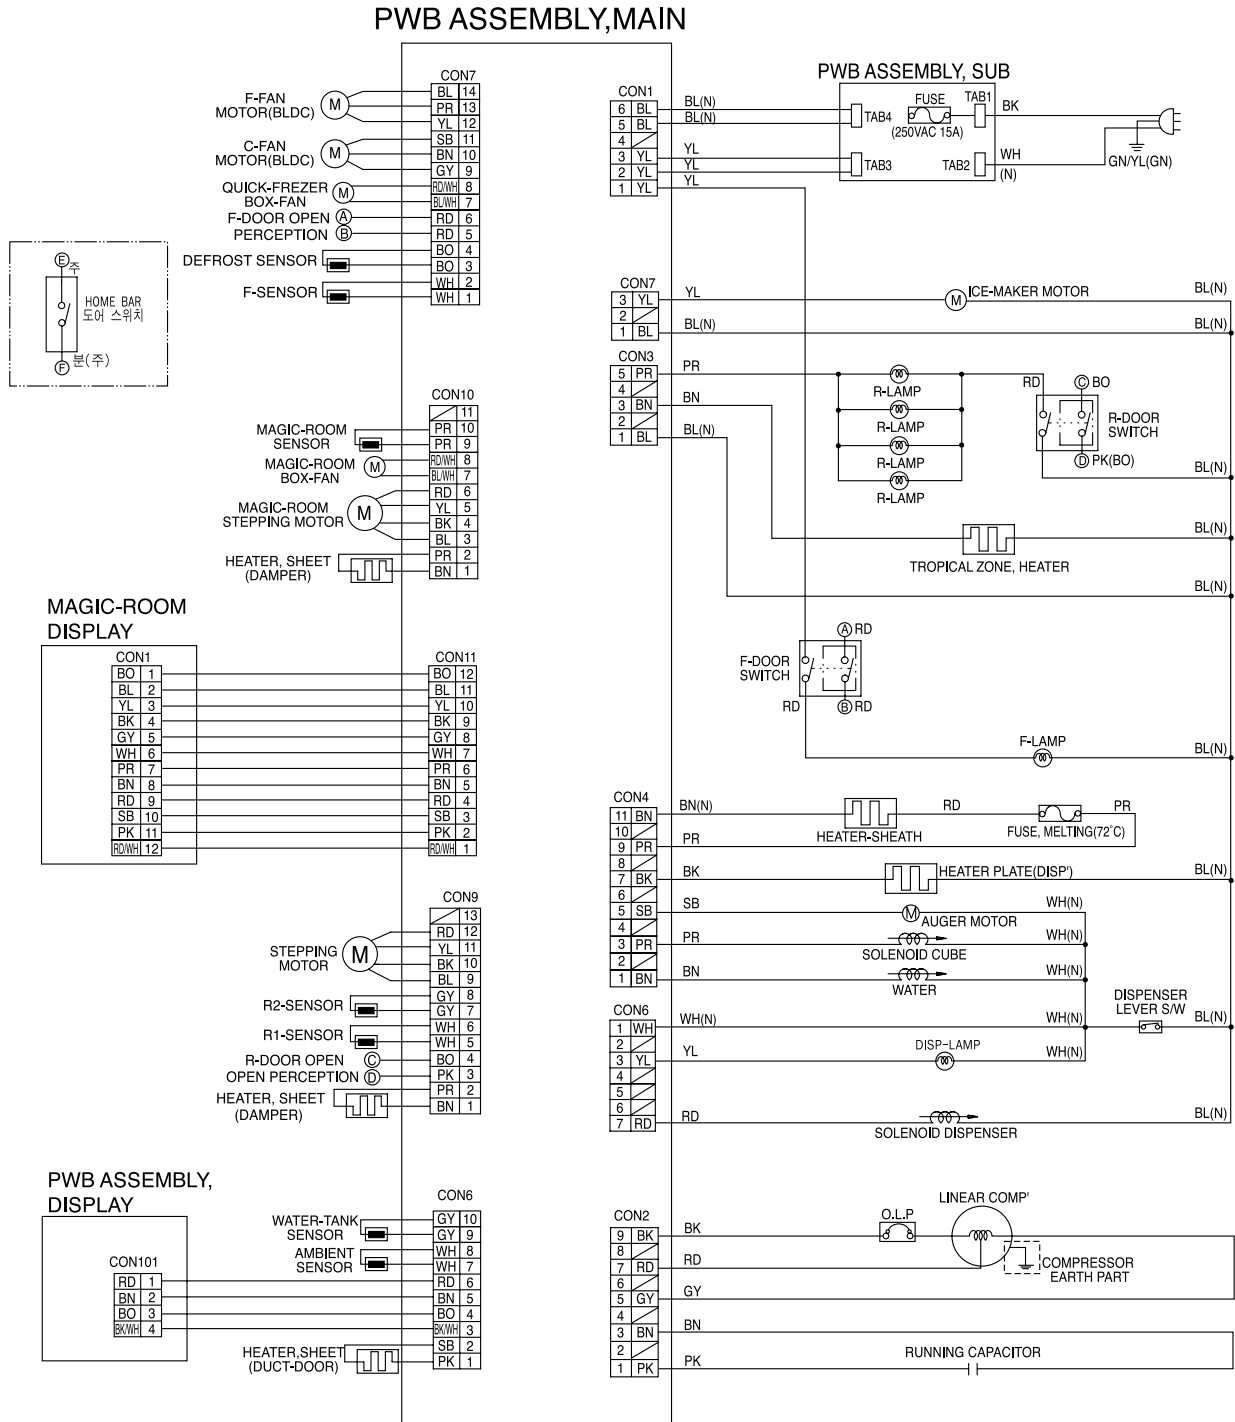 PWB ASSEMBLY,MAIN
CON7
BL 14
PR 13
YL 12
SB 11
BN 10
GY 9
RD/WH 8
BL/WH 7
RD 6
RD 5
BO 4
BO 3
WH 2
WH 1
F-FAN
MOTOR(BLDC)
M
C-FAN
MOTOR(BLDC)
M
QUICK-FREZER
BOX-FAN
M
F-DOOR OPEN A
PERCEPTION B
DEFROST SENSOR
F-SENSOR
E 주
HOME BAR
도어 스위치
F 분(주)
CON10
11
PR 10
PR 9
RD/WH 8
BL/WH 7
RD 6
YL 5
BK 4
BL 3
PR 2
BN 1
MAGIC-ROOM
SENSOR
MAGIC-ROOM
BOX-FAN
M
MAGIC-ROOM
STEPPING MOTOR
M
HEATER, SHEET
(DAMPER)
MAGIC-ROOM
DISPLAY
CON1
BO 1
BL 2
YL 3
BK 4
GY 5
WH 6
PR 7
BN 8
RD 9
SB 10
PK 11
RD/WH 12
CON11
BO 12
BL 11
YL 10
BK 9
GY 8
WH 7
PR 6
BN 5
RD 4
SB 3
PK 2
RD/WH 1
CON9
13
RD 12
YL 11
BK 10
BL 9
GY 8
GY 7
WH 6
WH 5
BO 4
PK 3
PR 2
BN 1
STEPPING
MOTOR
M
R2-SENSOR
R1-SENSOR
R-DOOR OPEN C
OPEN PERCEPTION D
HEATER, SHEET
(DAMPER)
PWB ASSEMBLY,
DISPLAY
CON101
RD 1
BN 2
BO 3
BK/WH 4
CON6
GY 10
GY 9
WH 8
WH 7
RD 6
BN 5
BO 4
BK/WH 3
SB 2
PK 1
WATER-TANK
SENSOR
AMBIENT
SENSOR
HEATER,SHEET
(DUCT-DOOR)
CON1
6 BL
5 BL
4
3 YL
2 YL
1 YL
BL(N)
BL(N)
YL
YL
YL
PWB ASSEMBLY, SUB
TAB4
FUSE
(250VAC 15A)
TAB1
TAB3
TAB2
BK
WH
(N)
GN/YL(GN)
CON7
3 YL
2
1 BL
YL
M ICE-MAKER MOTOR
BL(N)
BL(N)
BL(N)
CON3
5 PR
4
3 BN
2
1 BL
PR
BN
BL(N)
R-LAMP
R-LAMP
R-LAMP
R-LAMP
RD
C BO
R-DOOR
SWITCH
D PK(BO)
BL(N)
TROPICAL ZONE, HEATER
BL(N)
BL(N)
A RD
F-DOOR
SWITCH
RD
B RD
F-LAMP
BL(N)
CON4
11 BN
10
9 PR
8
7 BK
6
5 SB
4
3 PR
2
1 BN
BN(N)
HEATER-SHEATH
RD
FUSE, MELTING(72°C)
PR
PR
BK
HEATER PLATE(DISP')
BL(N)
SB
M
AUGER MOTOR
WH(N)
PR
SOLENOID CUBE
WH(N)
BN
WATER
WH(N)
CON6
1 WH
2
3 YL
4
5
6
7 RD
WH(N)
WH(N)
DISPENSER
LEVER S/W
BL(N)
YL
DISP-LAMP
WH(N)
RD
SOLENOID DISPENSER
BL(N)
CON2
9 BK
8
7 RD
6
5 GY
4
3 BN
2
1 PK
BK
O.L.P
LINEAR COMP'
RD
COMPRESSOR
EARTH PART
GY
BN
PK
RUNNING CAPACITOR